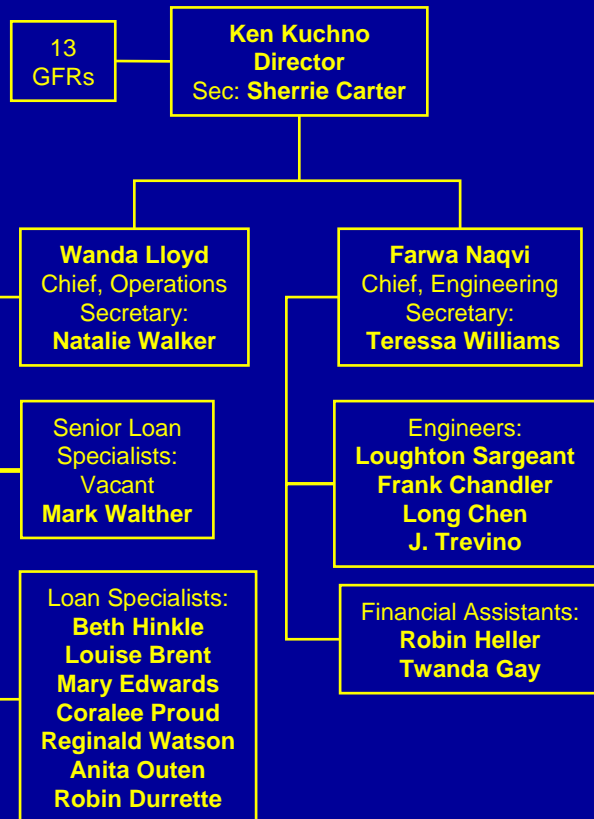 13
GFRs
Ken Kuchno
Director
Sec: Sherrie Carter
Wanda Lloyd
Chief, Operations
Secretary:
Natalie Walker
Farwa Naqvi
Chief, Engineering
Secretary:
Teressa Williams
Senior Loan
Specialists:
Vacant
Mark Walther
Engineers:
Loughton Sargeant
Frank Chandler
Long Chen
J. Trevino
Loan Specialists:
Beth Hinkle
Louise Brent
Mary Edwards
Coralee Proud
Reginald Watson
Anita Outen
Robin Durrette
Financial Assistants:
Robin Heller
Twanda Gay